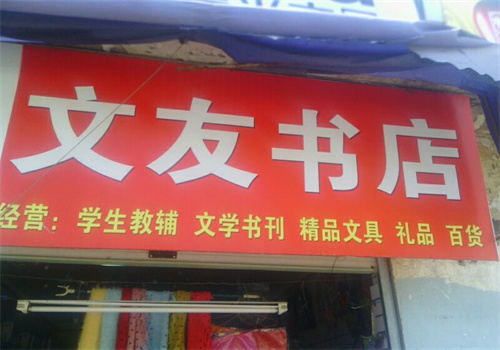 文友书店
经营：学生教辅 文学书刊 精品文具 礼品 百货